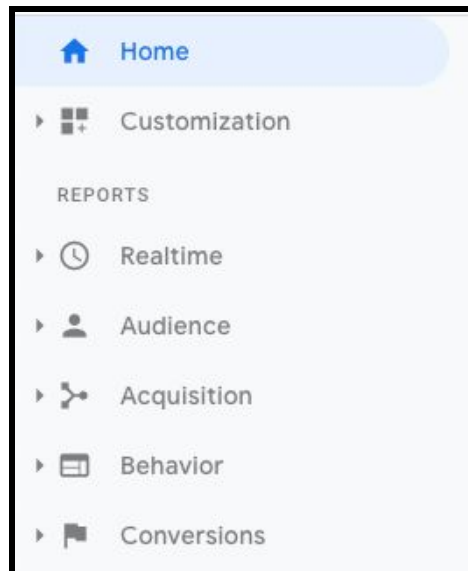 Home
Customization
REPORTS
Realtime
Audience
Acquisition
Behavior
Conversions